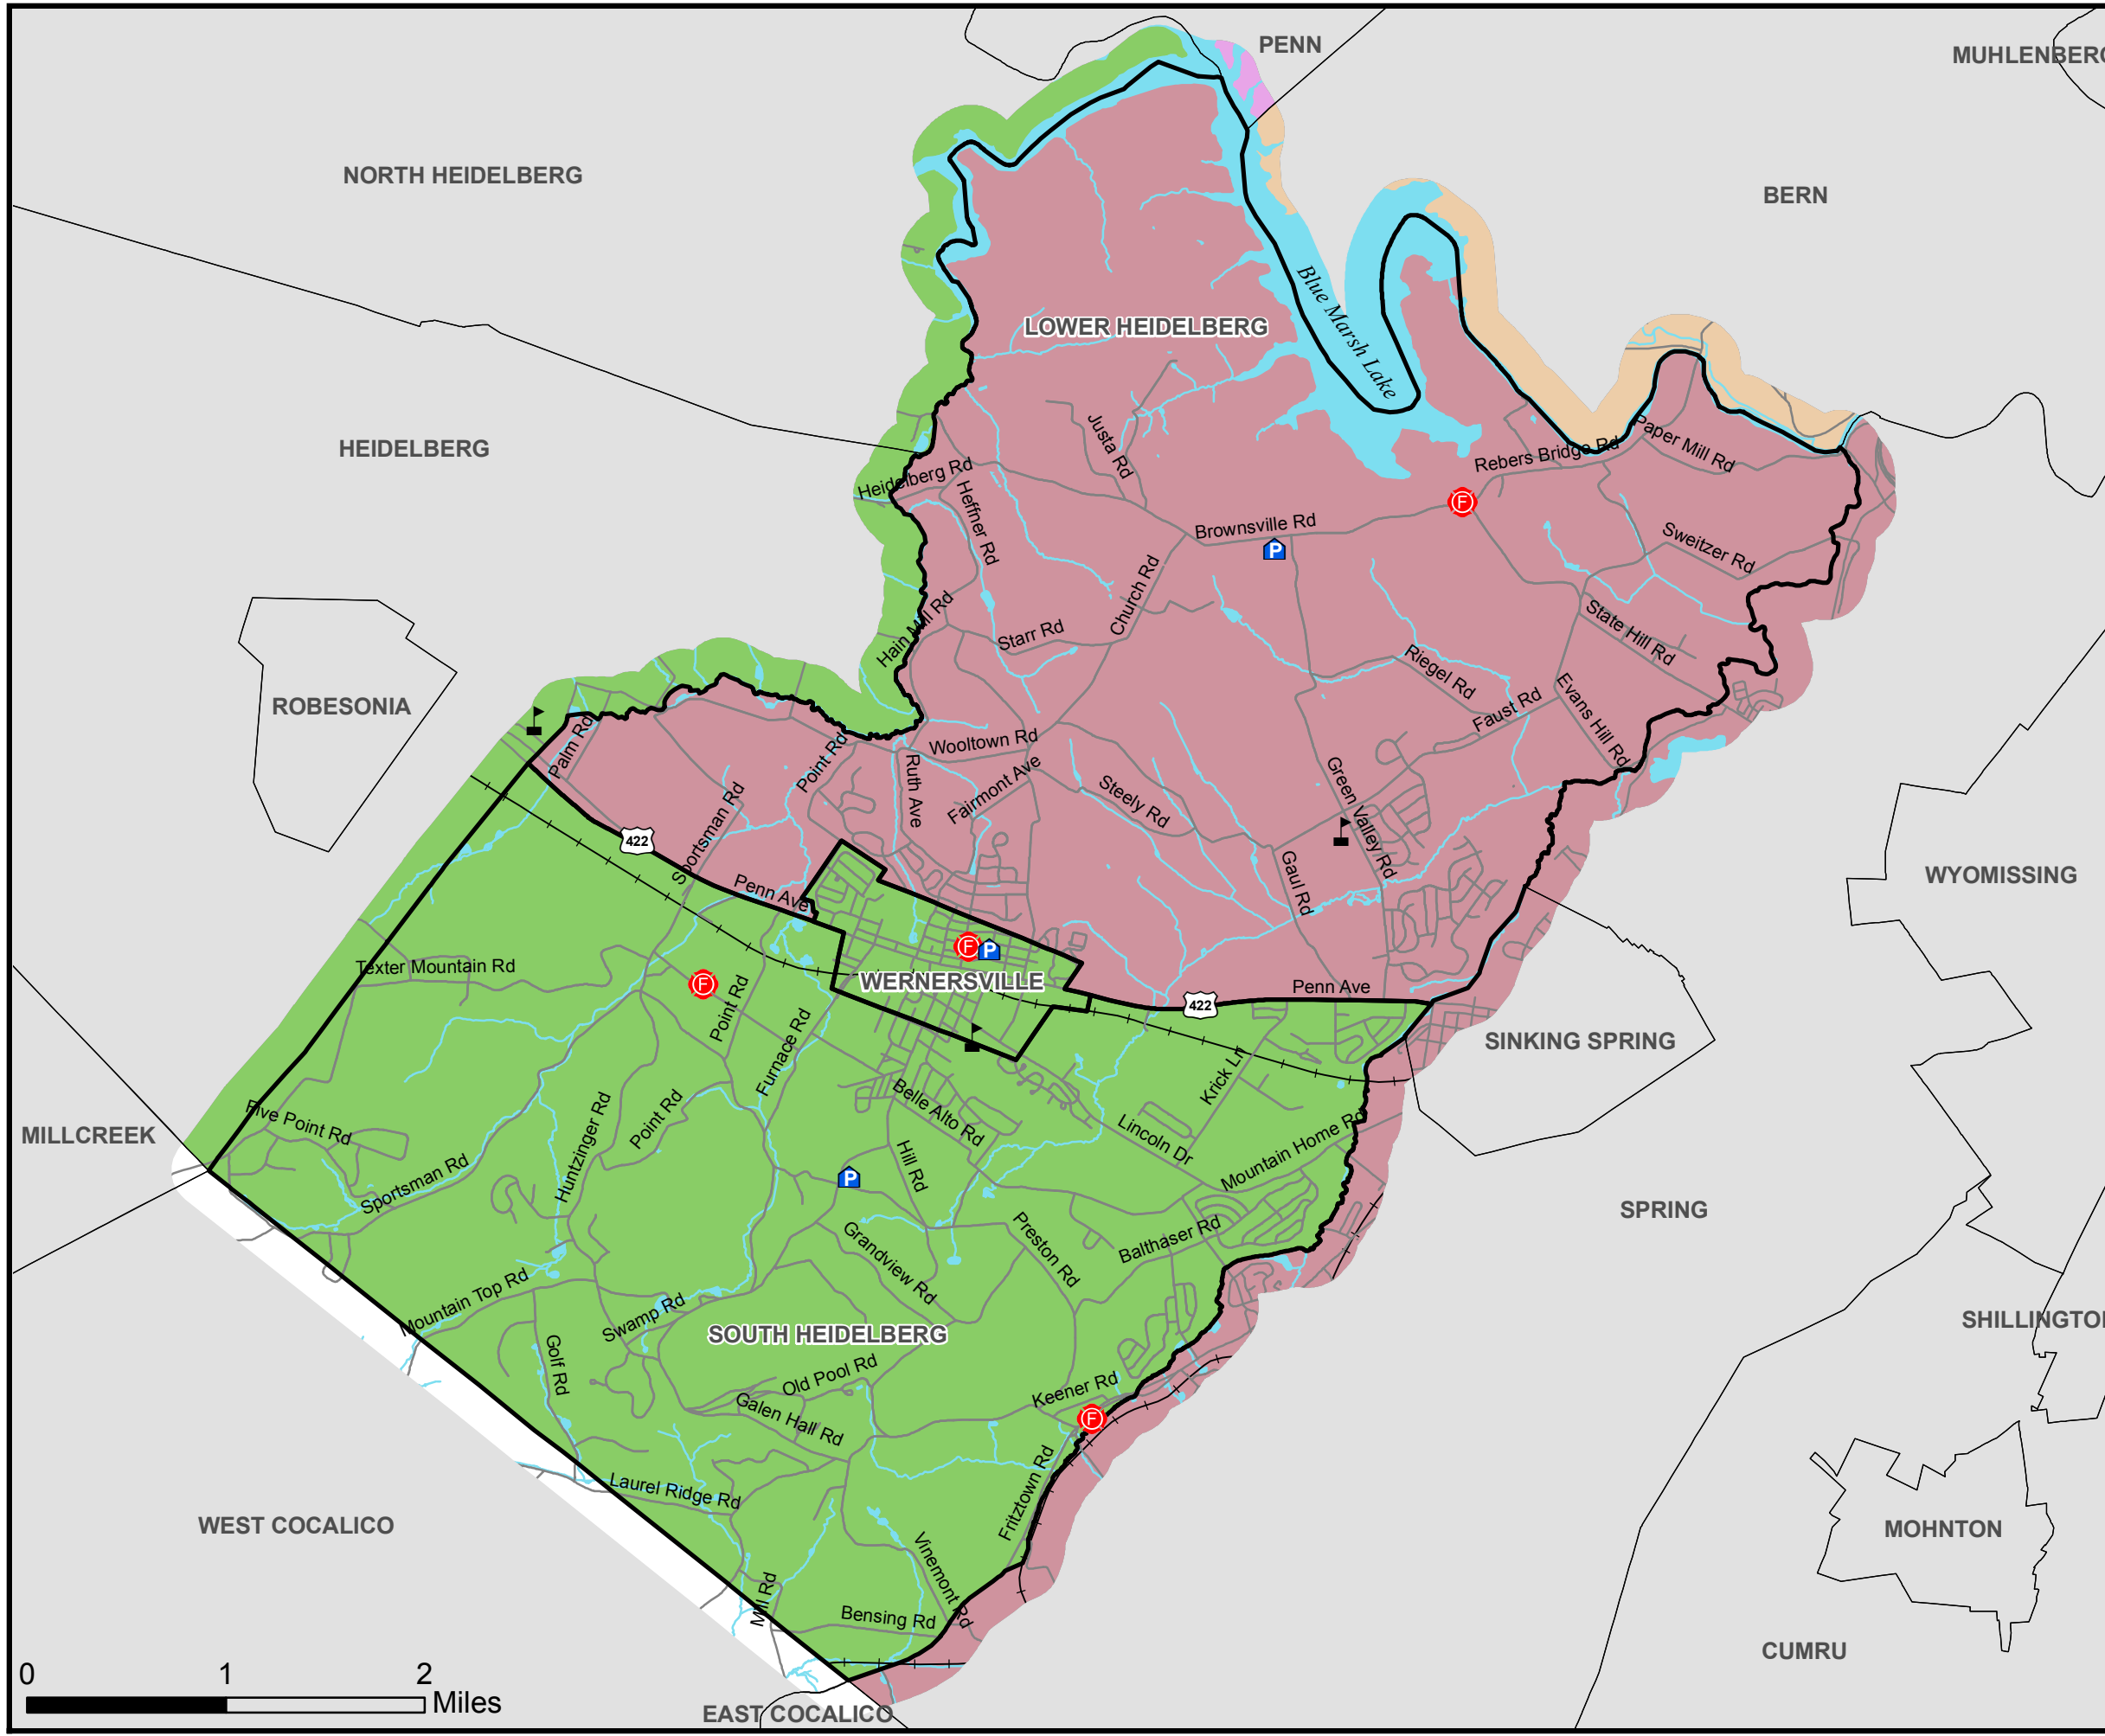 PENN
MUHLENBERG
NORTH HEIDELBERG
BERN
Blue Marsh Lake
LOWER HEIDELBERG
HEIDELBERG
Justa Rd
Rebers Bridge Rd
Paper Mill Rd
Heidelberg Rd
Heffner Rd
F
Brownsville Rd
P
Sweitzer Rd
Church Rd
Hain Mill Rd
Starr Rd
State Hill Rd
Riegel Rd
ROBESONIA
Faust Rd
Evans Hill Rd
Palm Rd
Point Rd
Wooltown Rd
Ruth Ave
Fairmont Ave
Steely Rd
Green Valley Rd
Sportsman Rd
422
WYOMISSING
Gaul Rd
Penn Ave
F
P
Texter Mountain Rd
WERNERSVILLE
F
Penn Ave
422
Point Rd
Furnace Rd
SINKING SPRING
Krick Ln
Five Point Rd
MILLCREEK
Huntzinger Rd
Point Rd
Belle Alto Rd
Lincoln Dr
Mountain Home Rd
Hill Rd
P
Sportsman Rd
SPRING
Grandview Rd
Preston Rd
Balthaser Rd
Mountain Top Rd
Swamp Rd
SOUTH HEIDELBERG
SHILLINGTO
Golf Rd
Old Pool Rd
Keener Rd
Galen Hall Rd
F
Fritztown Rd
Laurel Ridge Rd
WEST COCALICO
MOHNTON
Vinemont Rd
Mill Rd
Bensing Rd
CUMRU
0 1 2
Miles
EAST COCALICO